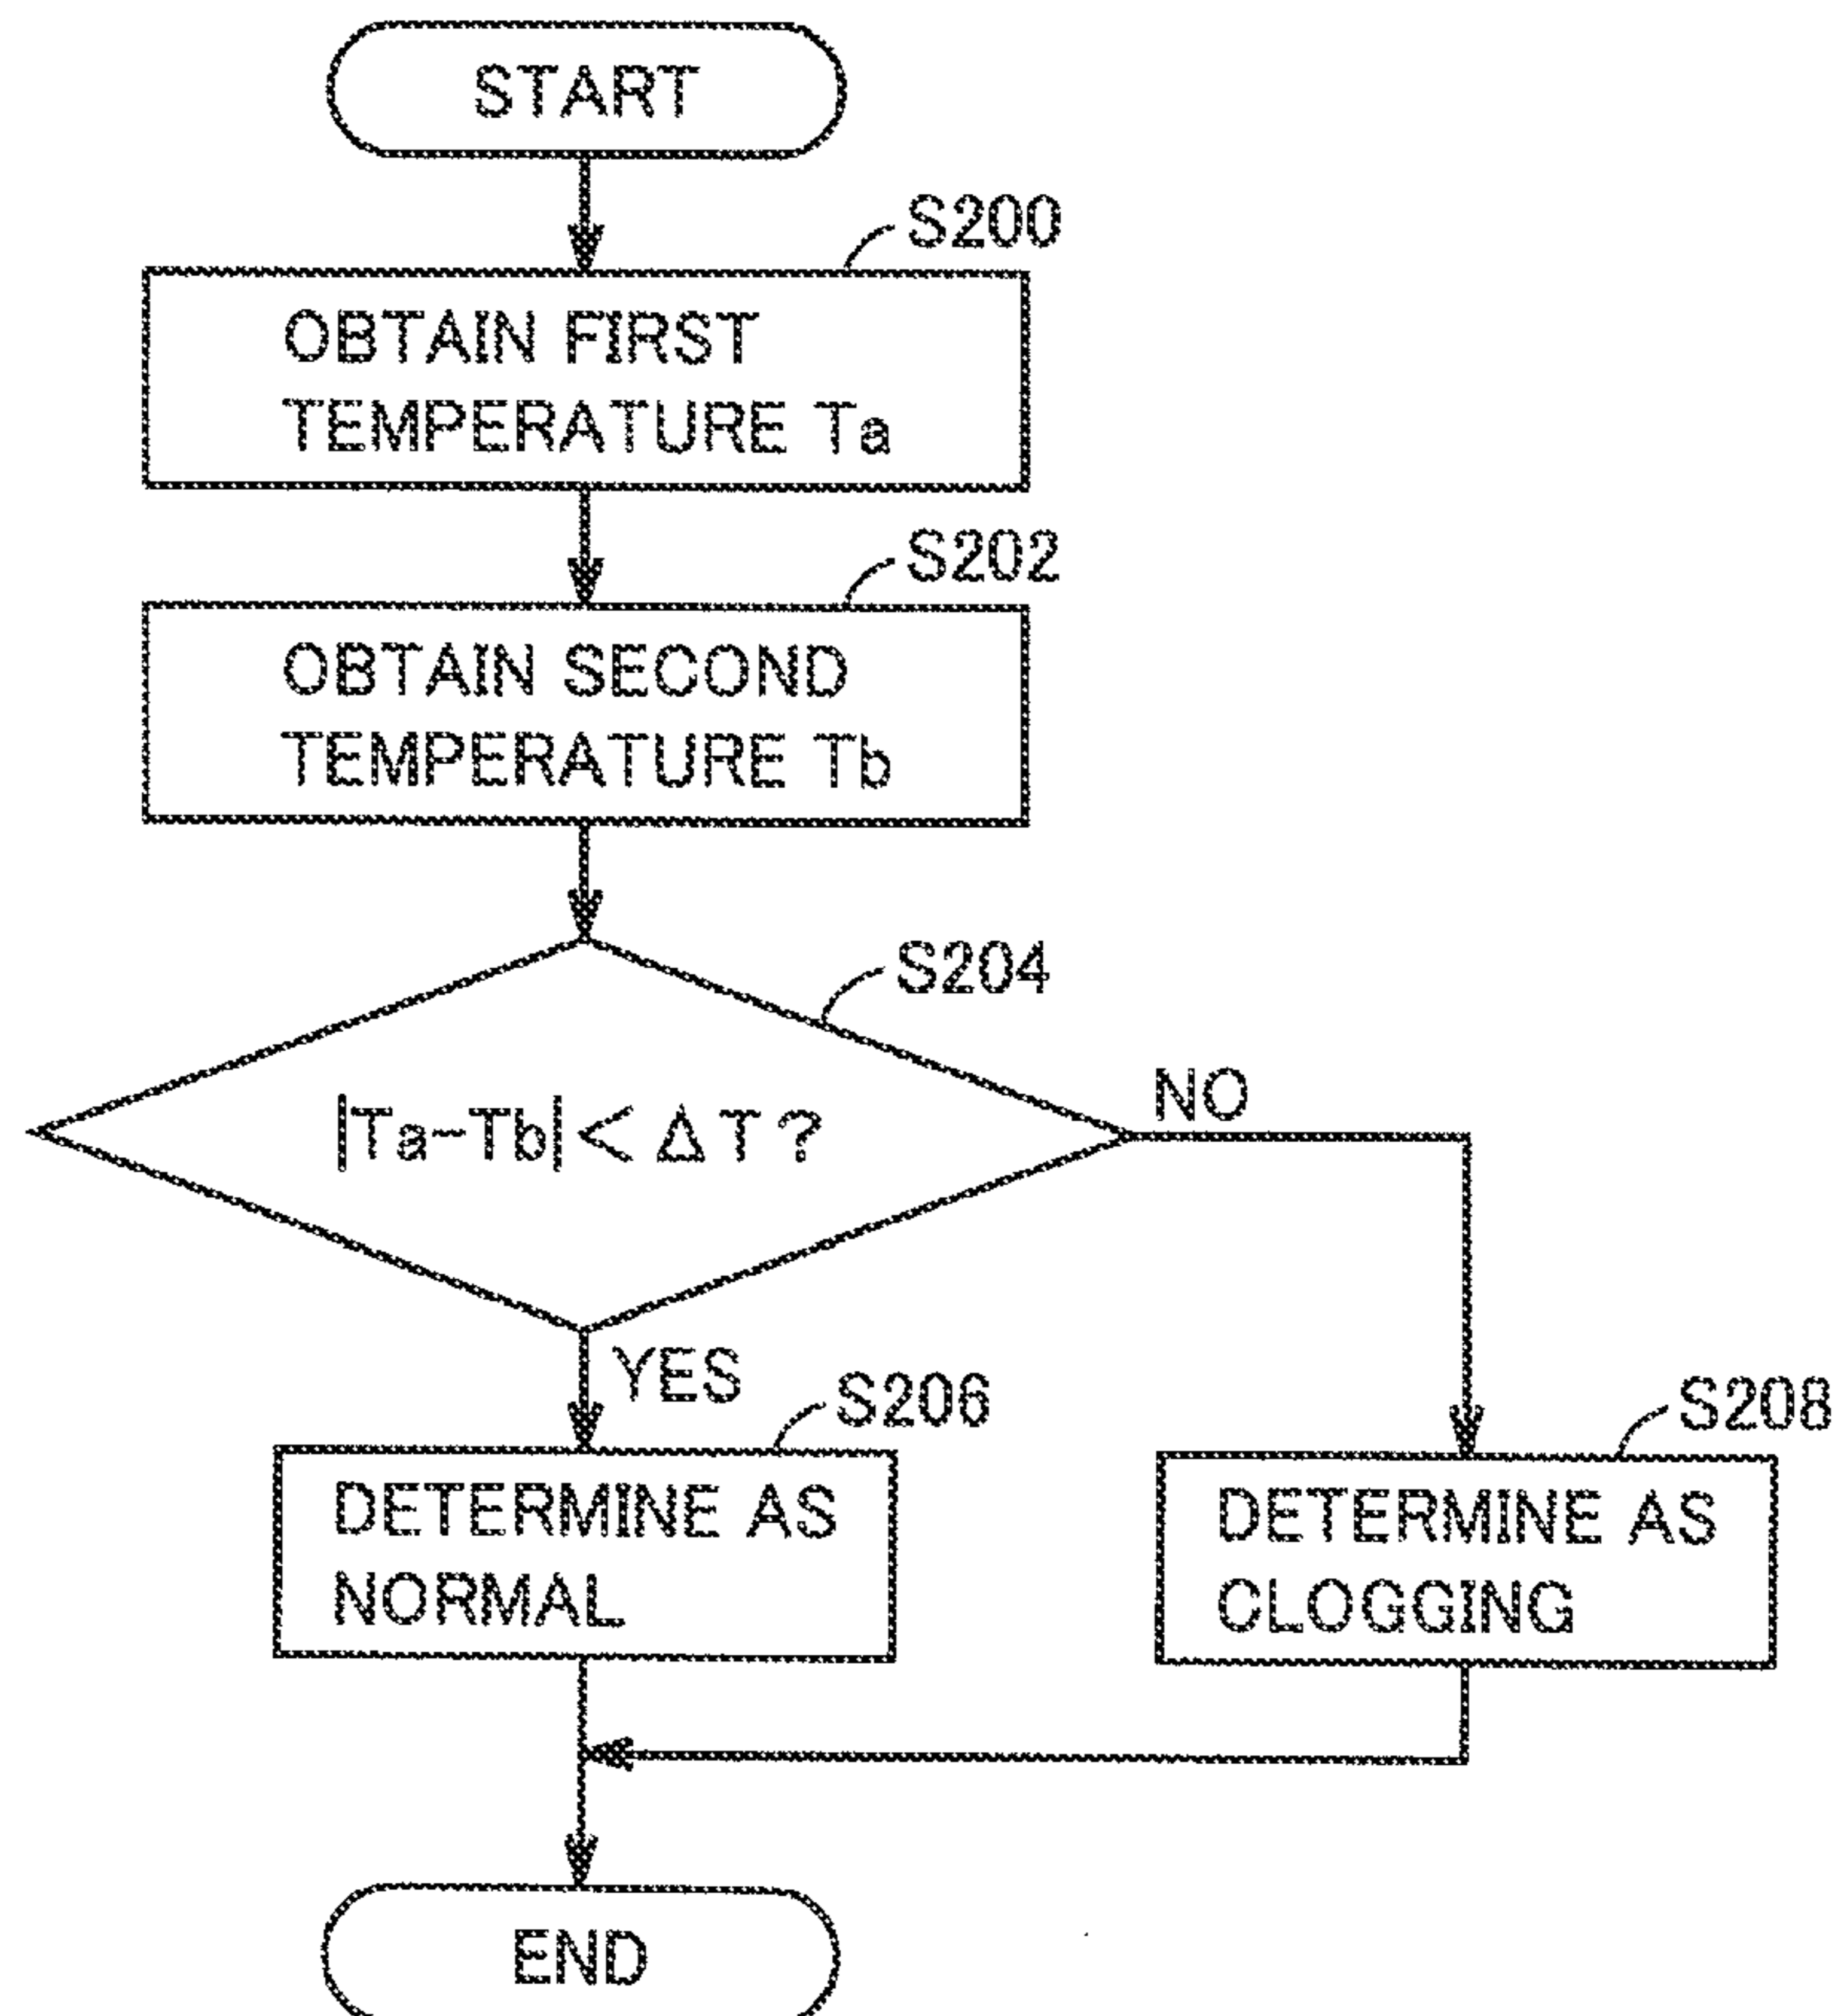 START
S200
OBTAIN FIRST
TEMPERATURE Ta
S202
OBTAIN SECOND
TEMPERATURE Tb
S204
|Ta-Tb|< ΔT?
NO
YES
S206
S208
DETERMINE AS
NORMAL
DETERMINE AS
CLOGGING
END